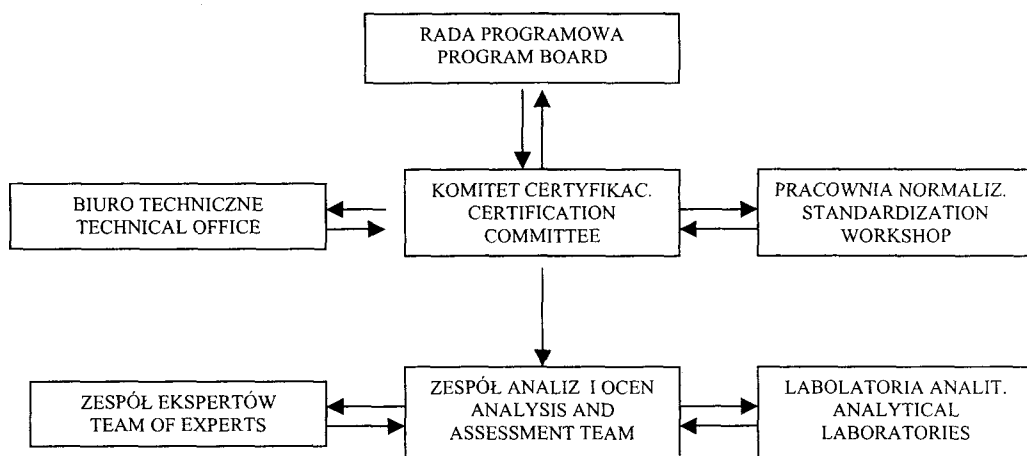 RADA PROGRAMOWA
PROGRAM BOARD
BIURO TECHNICZNE
TECHNICAL OFFICE
KOMITET CERTYFIKAC.
CERTIFICATION
COMMITTEE
PRACOWNIA NORMALIZ.
STANDARDIZATION
WORKSHOP
ZESPÓŁ EKSPERTÓW
TEAM OF EXPERTS
ZESPÓŁ ANALIZ I OCEN
ANALYSIS AND
ASSESSMENT TEAM
LABOLATORIA ANALIT.
ANALYTICAL
LABORATORIES